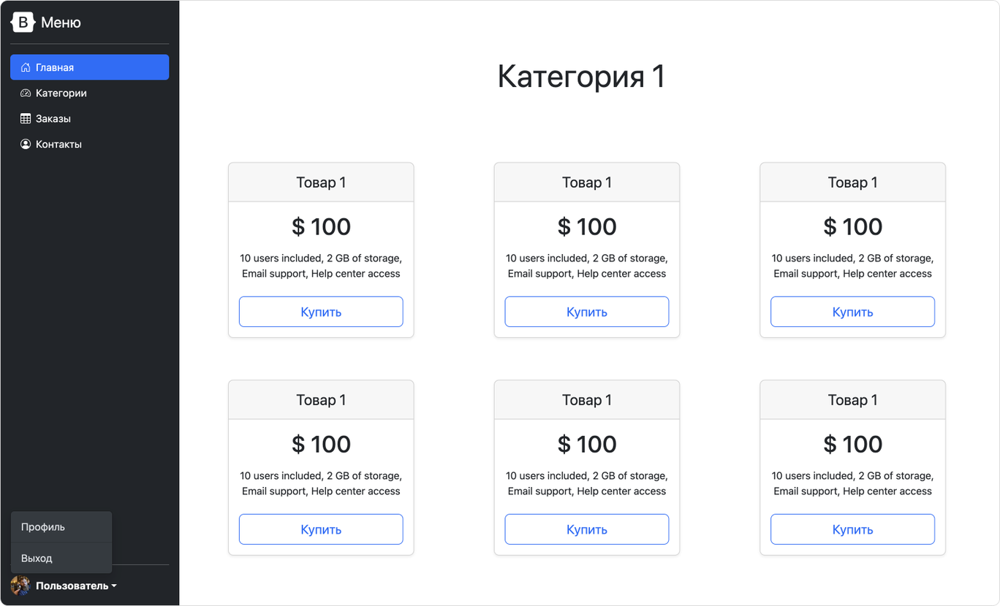 B Меню
Главная
Категории
Заказы
Контакты
Профиль
Выход
Пользователь
Категория 1
Товар 1
$ 100
10 users included, 2 GB of storage,
Email support, Help center access
Купить
Товар 1
$ 100
10 users included, 2 GB of storage,
Email support, Help center access
Купить
Товар 1
$ 100
10 users included, 2 GB of storage,
Email support, Help center access
Купить
Товар 1
$ 100
10 users included, 2 GB of storage,
Email support, Help center access
Купить
Товар 1
$ 100
10 users included, 2 GB of storage,
Email support, Help center access
Купить
Товар 1
$ 100
10 users included, 2 GB of storage,
Email support, Help center access
Купить